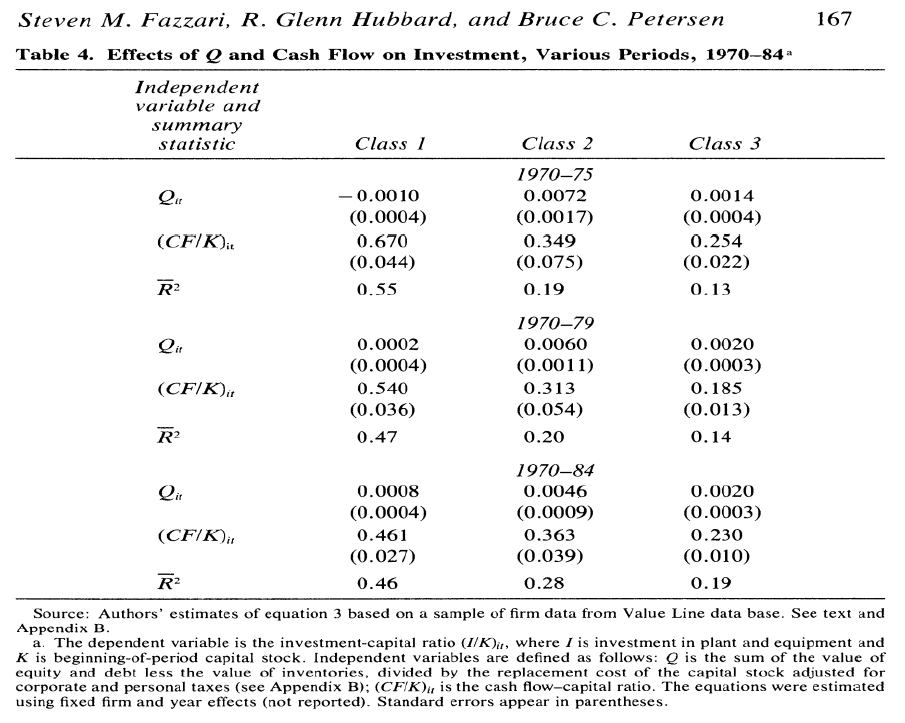 Steven M. Fazzari, R. Glenn Hubbard, and Bruce C. Petersen 167
Table 4. Effects of Q and Cash Flow on Investment, Various Periods, 1970–84ᵃ
Independent
variable and
summary
statistic Class 1 Class 2 Class 3
1970–75
Qit −0.0010 0.0072 0.0014
(0.0004) (0.0017) (0.0004)
(CF/K)it 0.670 0.349 0.254
(0.044) (0.075) (0.022)
R̅² 0.55 0.19 0.13
1970–79
Qit 0.0002 0.0060 0.0020
(0.0004) (0.0011) (0.0003)
(CF/K)it 0.540 0.313 0.185
(0.036) (0.054) (0.013)
R̅² 0.47 0.20 0.14
1970–84
Qit 0.0008 0.0046 0.0020
(0.0004) (0.0009) (0.0003)
(CF/K)it 0.461 0.363 0.230
(0.027) (0.039) (0.010)
R̅² 0.46 0.28 0.19
Source: Authors' estimates of equation 3 based on a sample of firm data from Value Line data base. See text and
Appendix B.
a. The dependent variable is the investment-capital ratio (I/K)it, where I is investment in plant and equipment and
K is beginning-of-period capital stock. Independent variables are defined as follows: Q is the sum of the value of
equity and debt less the value of inventories, divided by the replacement cost of the capital stock adjusted for
corporate and personal taxes (see Appendix B); (CF/K)it is the cash flow–capital ratio. The equations were estimated
using fixed firm and year effects (not reported). Standard errors appear in parentheses.